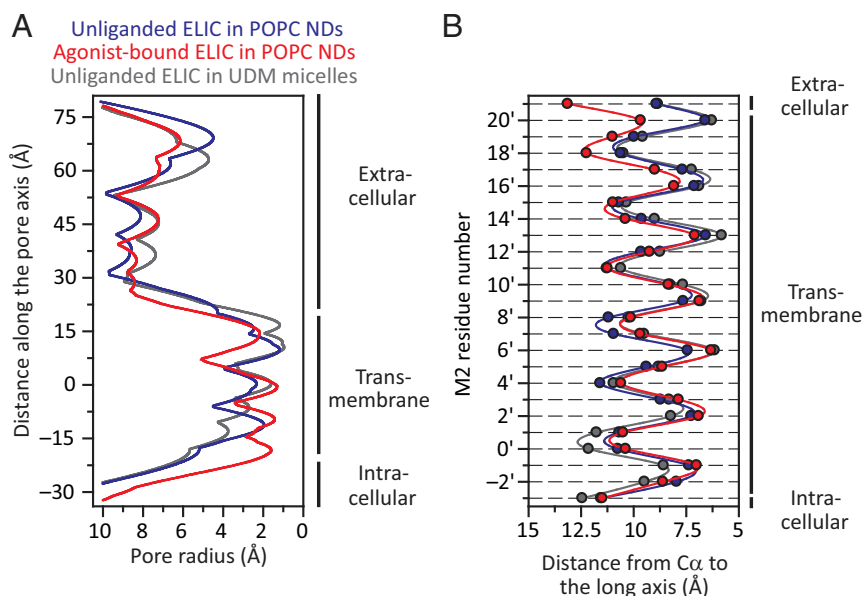 A
Unliganded ELIC in POPC NDs
Agonist-bound ELIC in POPC NDs
Unliganded ELIC in UDM micelles
Distance along the pore axis (Å)
75
60
45
30
15
0
−15
−30
10
8
6
4
2
0
Pore radius (Å)
Extra-
cellular
Trans-
membrane
Intra-
cellular
B
M2 residue number
20'
18'
16'
14'
12'
10'
8'
6'
4'
2'
0'
−2'
15
12.5
10
7.5
5
Distance from Cα to
the long axis (Å)
Extra-
cellular
Trans-
membrane
Intra-
cellular